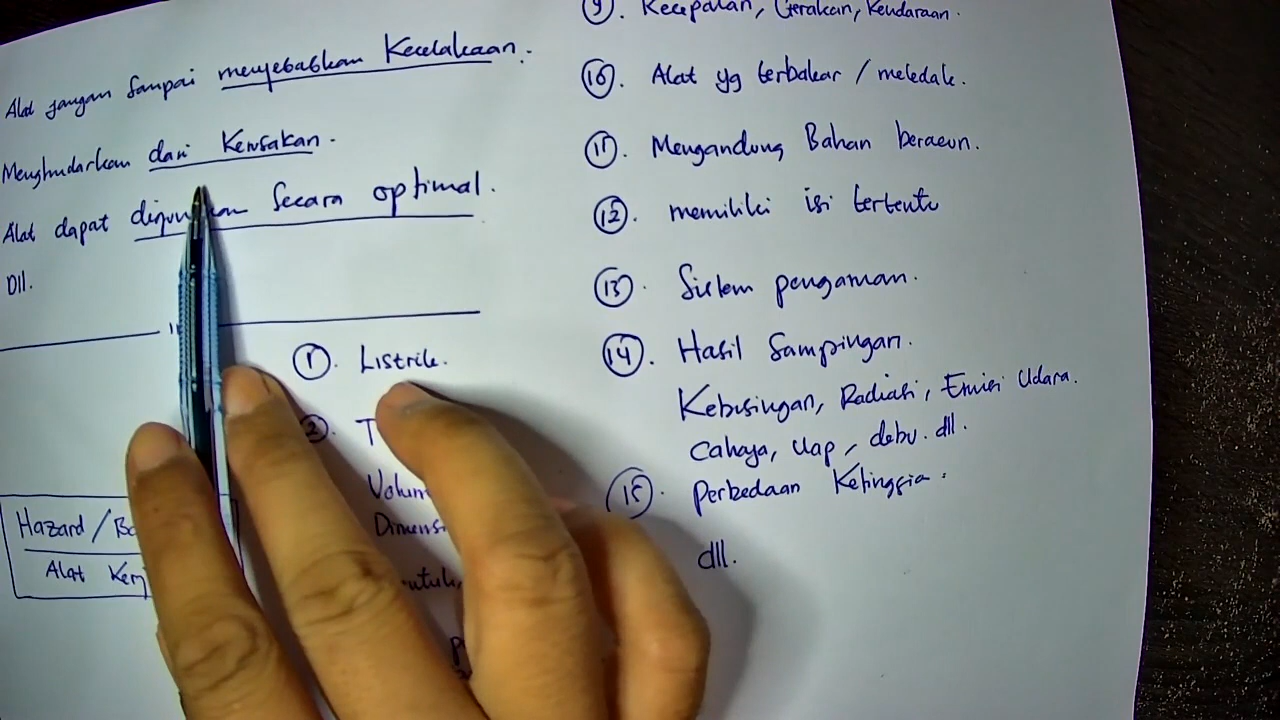 Alat jangan sampai menyebabkan Kecelakaan.
Menghindarkan dari Kerusakan.
Alat dapat digunakan Secara optimal.
Dll.
Hazard /
Alat
1. Listrik.
2.
9. Kecepatan, Gerakan, Kendaraan.
10. Alat yg terbakar / meledak.
11. Mengandung Bahan beracun.
12. memiliki isi tertentu
13. Sistem pengaman.
14. Hasil Sampingan.
Kebisingan, Radiasi, Emisi Udara.
Cahaya, Uap, debu. dll.
15. Perbedaan Ketinggia.
dll.